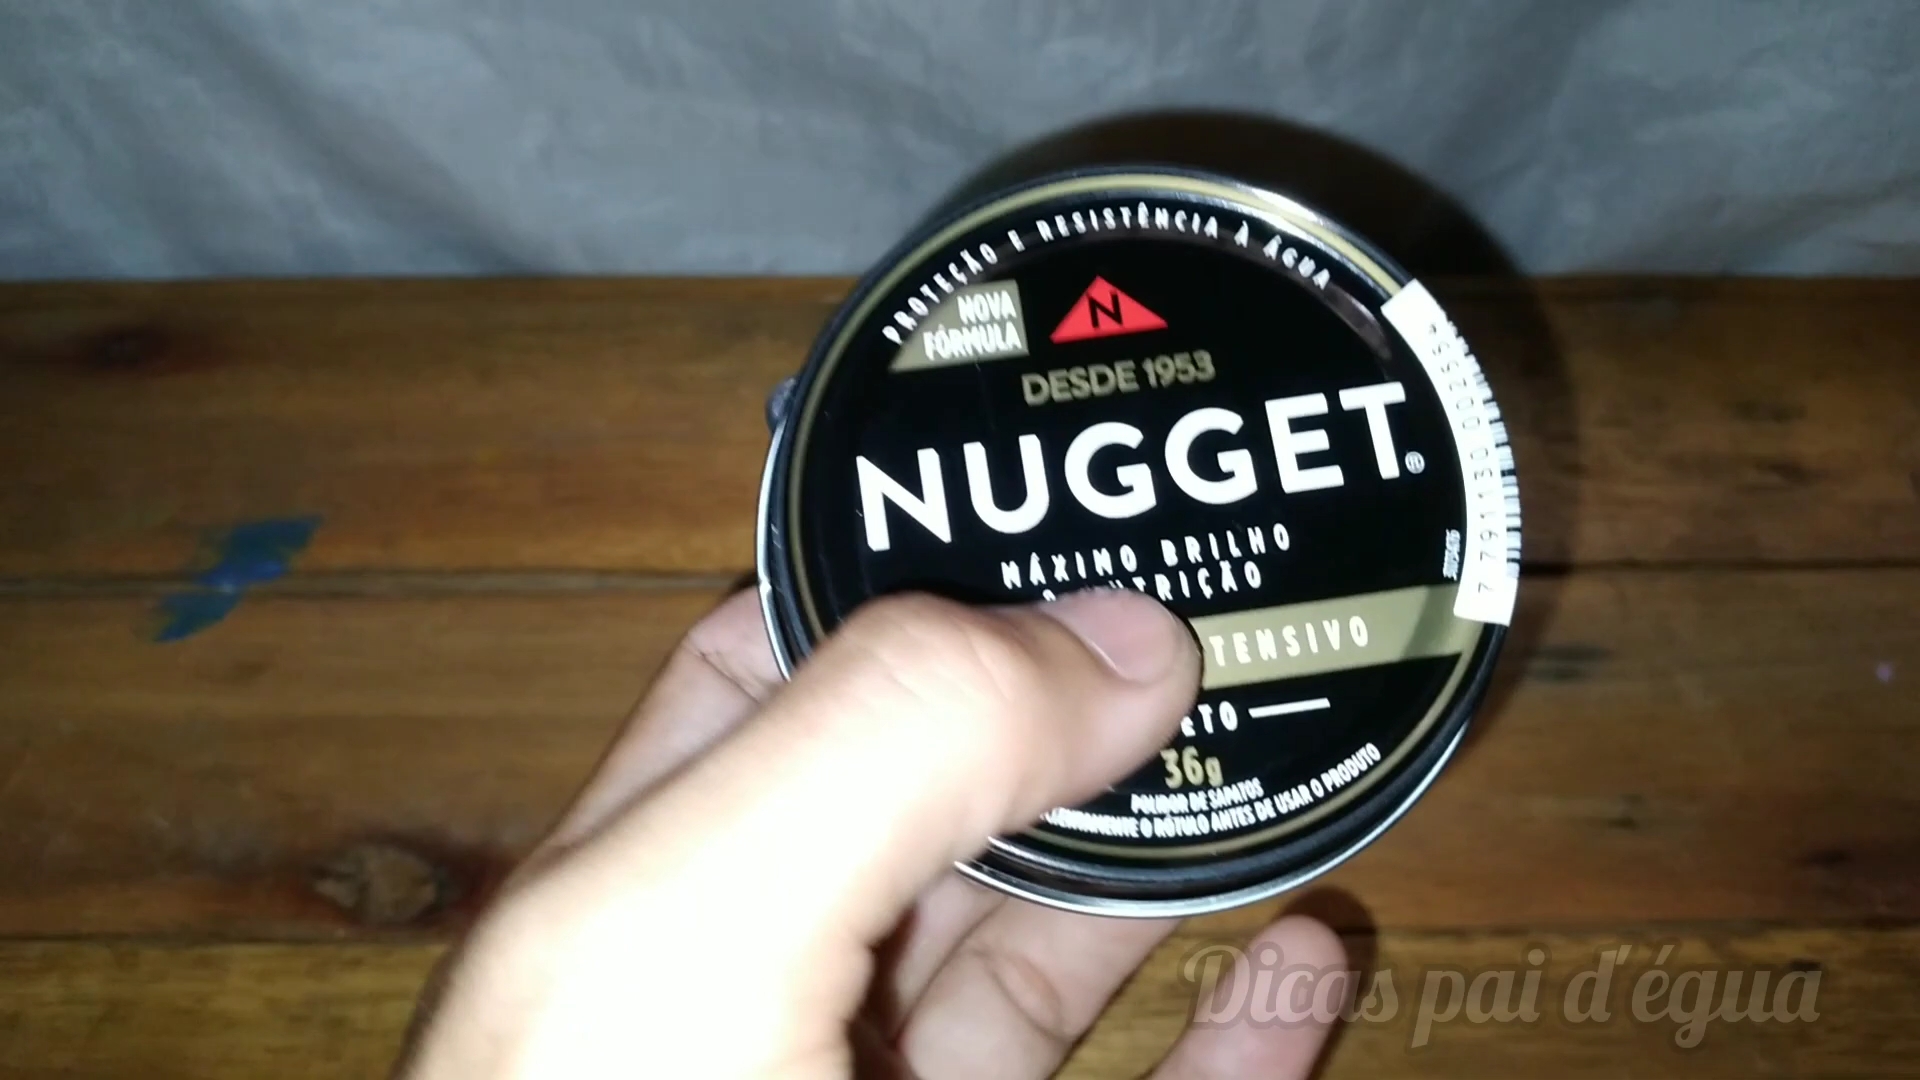 PROTEÇÃO E RESISTÊNCIA À ÁGUA
NOVA
FÓRMULA
N
DESDE 1953
NUGGET®
MÁXIMO BRILHO
TENSIVO
ETO
36g
POLIDOR DE SAPATOS
O RÓTULO ANTES DE USAR O PRODUTO
Dicas pai d'égua